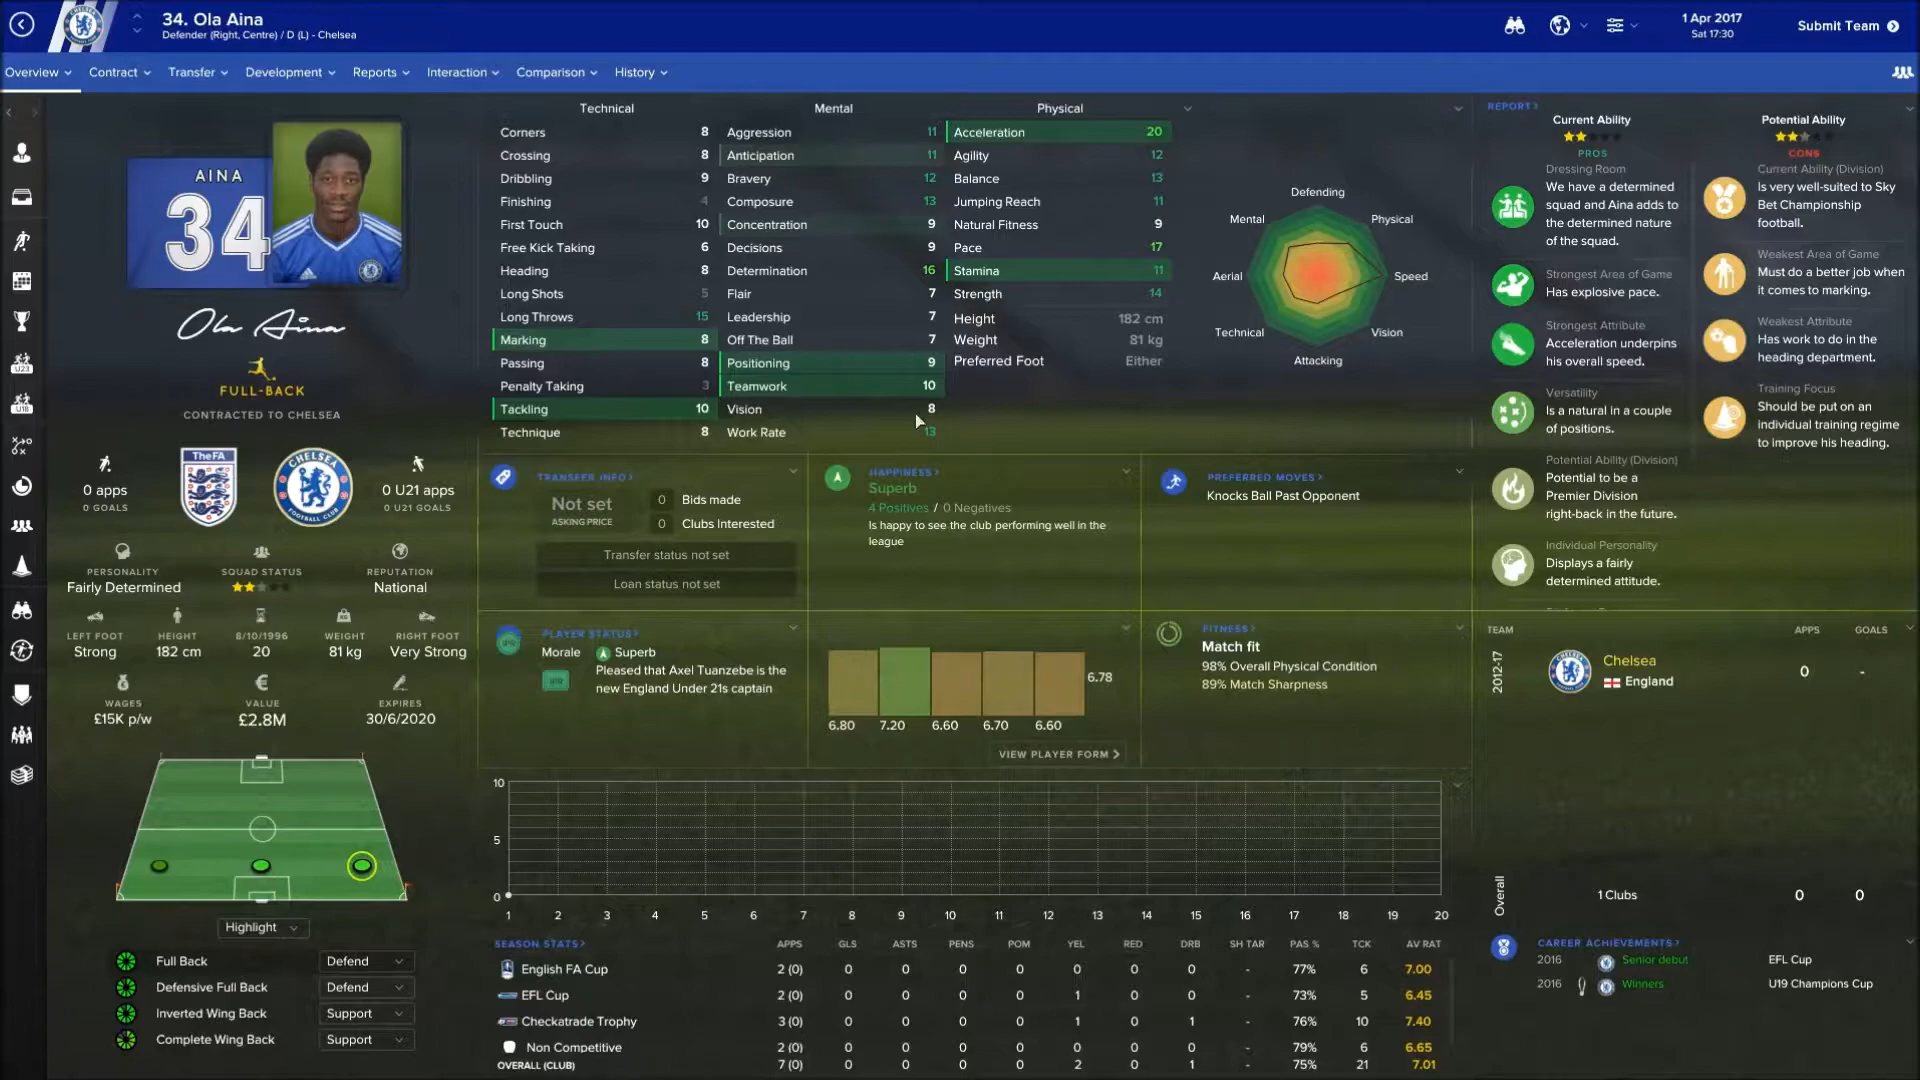 34. Ola Aina
Defender (Right, Centre) / D (L) - Chelsea
1 Apr 2017
Sat 17:30
Submit Team
Overview
Contract
Transfer
Development
Reports
Interaction
Comparison
History
AINA
34
Ola Aina
FULL-BACK
CONTRACTED TO CHELSEA
0 apps
0 GOALS
The FA
CHELSEA
0 U21 apps
0 U21 GOALS
PERSONALITY
Fairly Determined
SQUAD STATUS
REPUTATION
National
LEFT FOOT
Strong
HEIGHT
182 cm
8/10/1996
20
WEIGHT
81 kg
RIGHT FOOT
Very Strong
WAGES
£15K p/w
VALUE
£2.8M
EXPIRES
30/6/2020
Highlight
Full Back Defend
Defensive Full Back Defend
Inverted Wing Back Support
Complete Wing Back Support
U23
U18
Technical
Corners 8
Crossing 8
Dribbling 9
Finishing 4
First Touch 10
Free Kick Taking 6
Heading 8
Long Shots 5
Long Throws 15
Marking 8
Passing 8
Penalty Taking 3
Tackling 10
Technique 8
Mental
Aggression 11
Anticipation 11
Bravery 12
Composure 13
Concentration 9
Decisions 9
Determination 16
Flair 7
Leadership 7
Off The Ball 7
Positioning 9
Teamwork 10
Vision 8
Work Rate 13
Physical
Acceleration 20
Agility 12
Balance 13
Jumping Reach 11
Natural Fitness 9
Pace 17
Stamina 11
Strength 14
Height 182 cm
Weight 81 kg
Preferred Foot Either
Defending
Physical
Speed
Vision
Attacking
Technical
Aerial
Mental
TRANSFER INFO>
Not set
ASKING PRICE
0 Bids made
0 Clubs Interested
Transfer status not set
Loan status not set
HAPPINESS>
Superb
4 Positives / 0 Negatives
Is happy to see the club performing well in the
league
PREFERRED MOVES>
Knocks Ball Past Opponent
PLAYER STATUS>
Morale Superb
Pleased that Axel Tuanzebe is the
new England Under 21s captain
6.78
6.80 7.20 6.60 6.70 6.60
VIEW PLAYER FORM >
FITNESS>
Match fit
98% Overall Physical Condition
89% Match Sharpness
10
5
0
1 2 3 4 5 6 7 8 9 10 11 12 13 14 15 16 17 18 19 20
SEASON STATS> APPS GLS ASTS PENS POM YEL RED DRB SH TAR PAS % TCK AV RAT
English FA Cup 2 (0) 0 0 0 0 0 0 0 - 77% 6 7.00
EFL Cup 2 (0) 0 0 0 0 1 0 0 - 73% 5 6.45
Checkatrade Trophy 3 (0) 0 0 0 0 1 0 1 - 76% 10 7.40
Non Competitive 2 (0) 0 0 0 0 0 0 0 - 79% 6 6.65
OVERALL (CLUB) 7 (0) 0 0 0 0 2 0 1 - 75% 21 7.01
REPORT>
Current Ability
PROS
Dressing Room
We have a determined
squad and Aina adds to
the determined nature of
the squad.
Strongest Area of Game
Has explosive pace.
Strongest Attribute
Acceleration underpins
his overall speed.
Versatility
Is a natural in a couple
of positions.
Potential Ability (Division)
Potential to be a
Premier Division
right-back in the future.
Individual Personality
Displays a fairly
determined attitude.
Potential Ability
CONS
Current Ability (Division)
Is very well-suited to Sky
Bet Championship
football.
Weakest Area of Game
Must do a better job when
it comes to marking.
Weakest Attribute
Has work to do in the
heading department.
Training Focus
Should be put on an
individual training regime
to improve his heading.
TEAM APPS GOALS
2012-17
Chelsea 0 -
England
Overall
1 Clubs 0 0
CAREER ACHIEVEMENTS>
2016 Senior debut EFL Cup
2016 Winners U19 Champions Cup